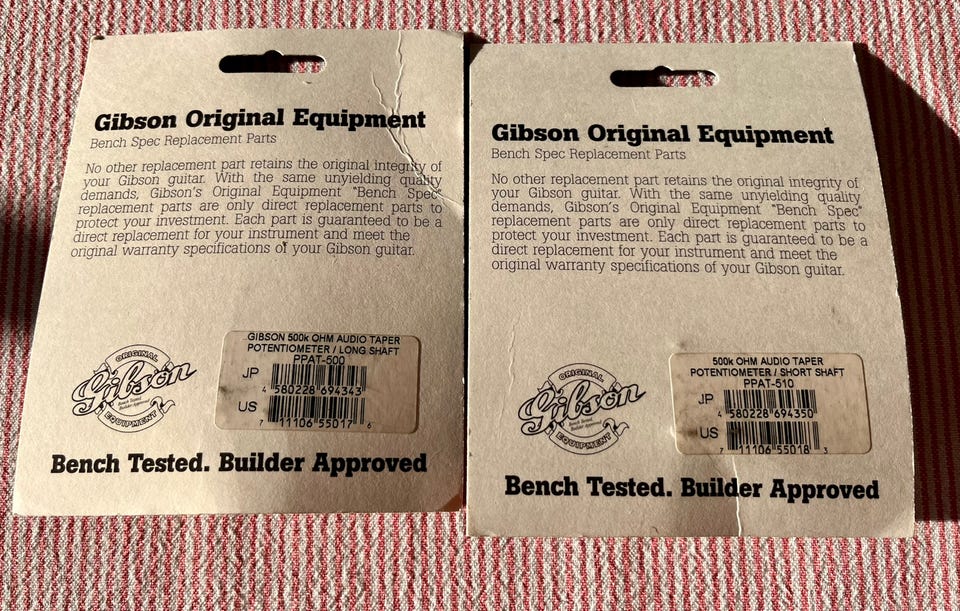 Gibson Original Equipment
Bench Spec Replacement Parts
No other replacement part retains the original integrity of
your Gibson guitar. With the same unyielding quality
demands, Gibson's Original Equipment "Bench Spec"
replacement parts are only direct replacement parts to
protect your investment. Each part is guaranteed to be a
direct replacement for your instrument and meet the
original warranty specifications of your Gibson guitar.
GIBSON 500k OHM AUDIO TAPER
POTENTIOMETER / LONG SHAFT
PPAT-500
JP
4 580228 694343
US
7 11106 55017 6
ORIGINAL
Gibson
Bench Tested.
Builder Approved
EQUIPMENT
Bench Tested. Builder Approved
Gibson Original Equipment
Bench Spec Replacement Parts
No other replacement part retains the original integrity of
your Gibson guitar. With the same unyielding quality
demands, Gibson's Original Equipment "Bench Spec"
replacement parts are only direct replacement parts to
protect your investment. Each part is guaranteed to be a
direct replacement for your instrument and meet the
original warranty specifications of your Gibson guitar.
500k OHM AUDIO TAPER
POTENTIOMETER / SHORT SHAFT
PPAT-510
JP
4 580228 694350
US
7 11106 55018 3
ORIGINAL
Gibson
Bench Tested.
Builder Approved
EQUIPMENT
Bench Tested. Builder Approved